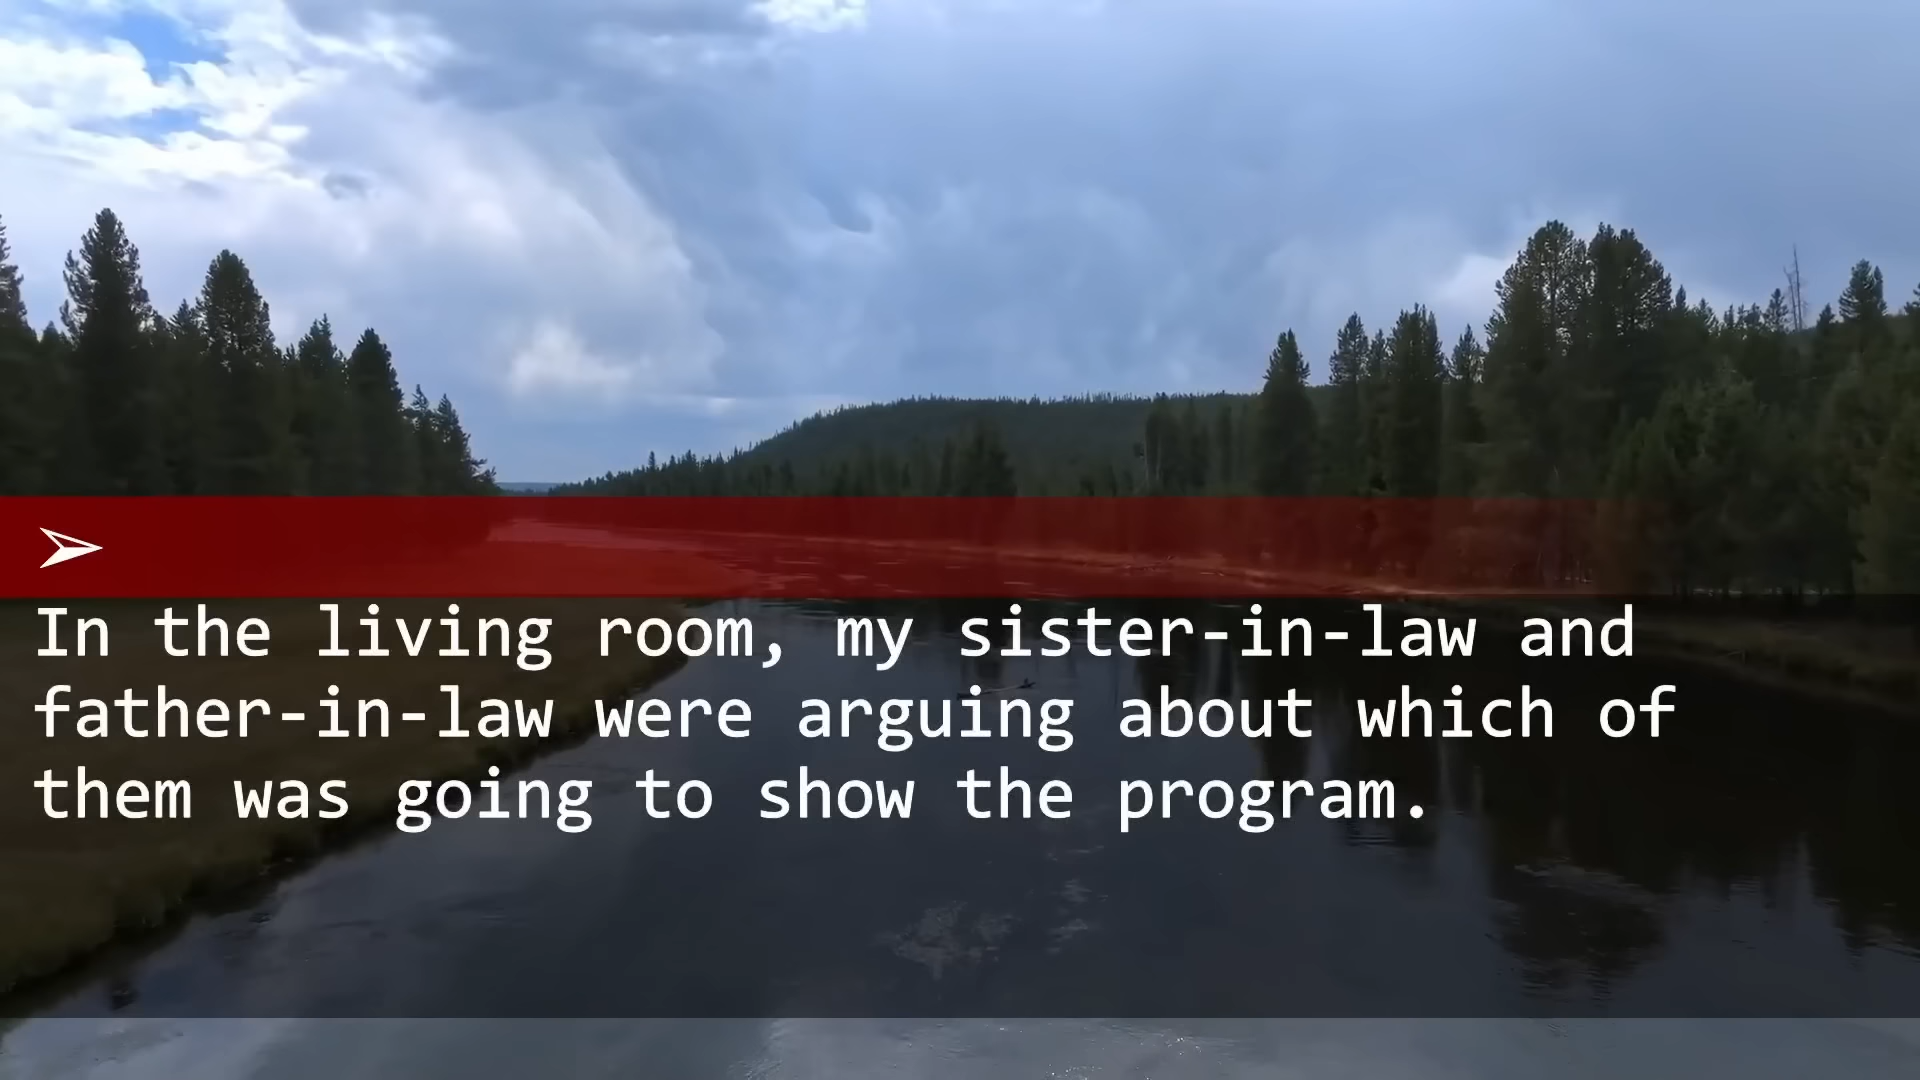 In the living room, my sister-in-law and
father-in-law were arguing about which of
them was going to show the program.